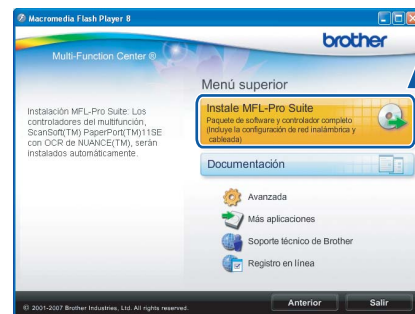 Macromedia Flash Player 8
brother
Multi-Function Center ®
Menú superior
Instalación MFL-Pro Suite: Los
controladores del multifunción,
ScanSoft(TM) PaperPort(TM)11SE
con OCR de NUANCE(TM), serán
instalados automáticamente.
Instale MFL-Pro Suite
Paquete de software y controlador completo
(Incluye la configuración de red inalámbrica y
cableada)
Documentación
Avanzada
Más aplicaciones
Soporte técnico de Brother
Registro en línea
© 2001-2007 Brother Industries, Ltd. All rights reserved.
Anterior
Salir